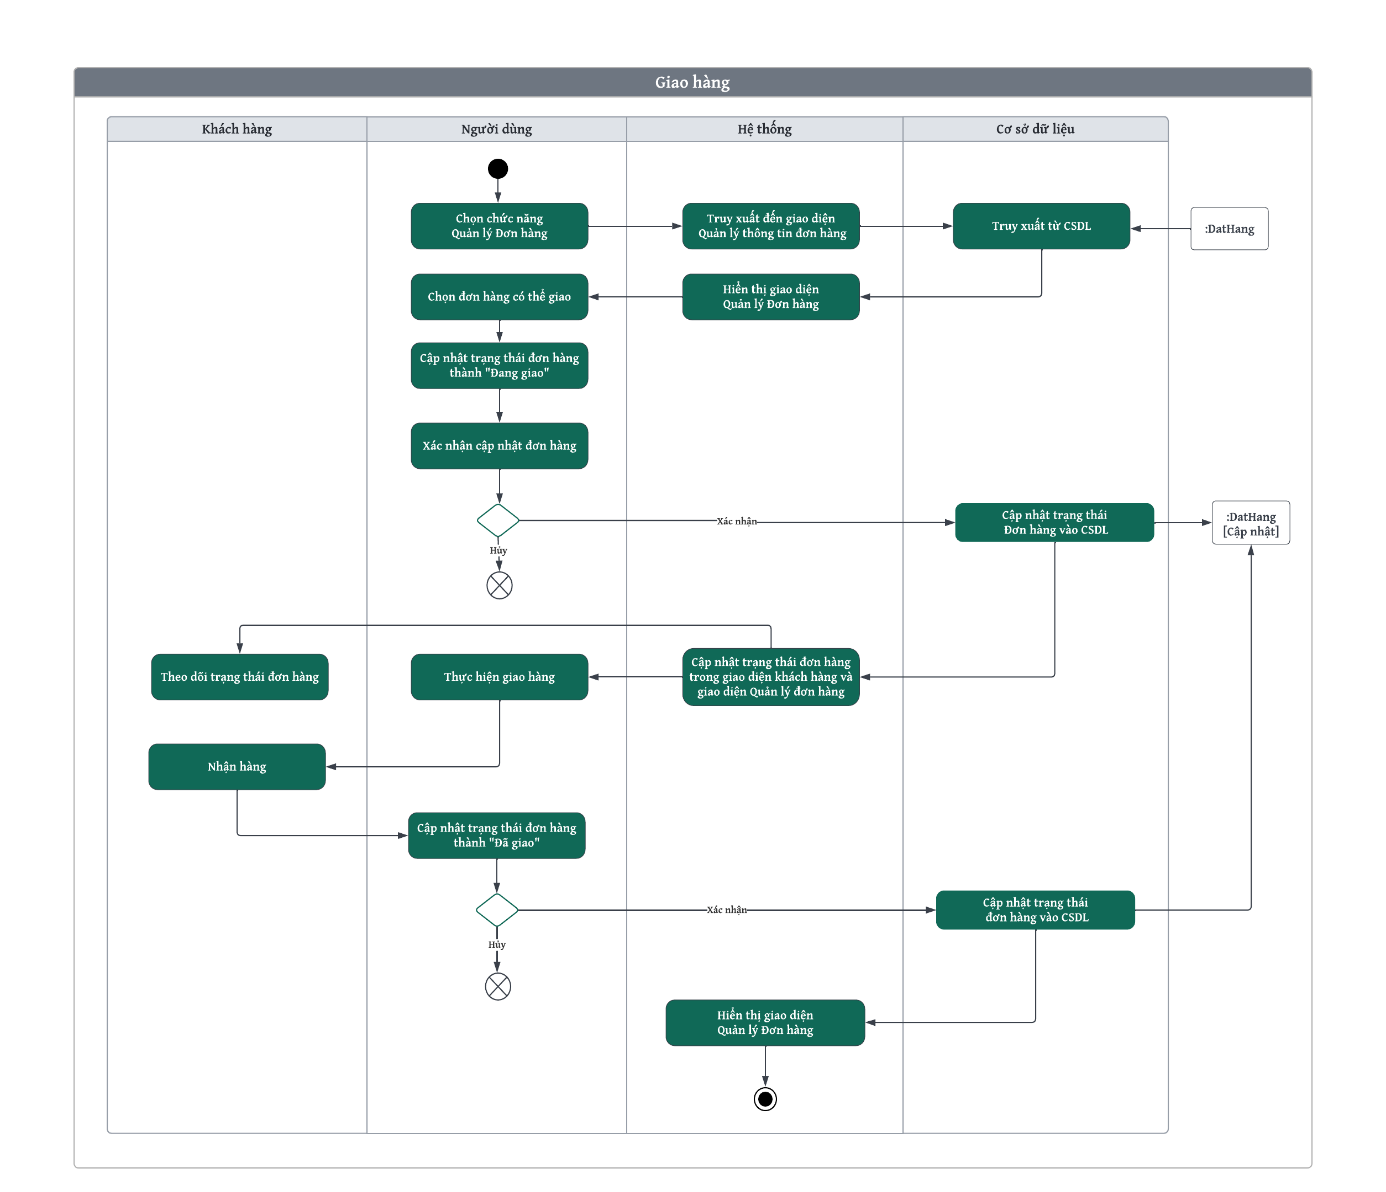 Giao hàng
Khách hàng
Người dùng
Hệ thống
Cơ sở dữ liệu
Chọn chức năng
Quản lý Đơn hàng
Truy xuất đến giao diện
Quản lý thông tin đơn hàng
Truy xuất từ CSDL
:DatHang
Chọn đơn hàng có thể giao
Hiển thị giao diện
Quản lý Đơn hàng
Cập nhật trạng thái đơn hàng
thành "Đang giao"
Xác nhận cập nhật đơn hàng
Xác nhận
Cập nhật trạng thái
Đơn hàng vào CSDL
:DatHang
[Cập nhật]
Hủy
Theo dõi trạng thái đơn hàng
Thực hiện giao hàng
Cập nhật trạng thái đơn hàng
trong giao diện khách hàng và
giao diện Quản lý đơn hàng
Nhận hàng
Cập nhật trạng thái đơn hàng
thành "Đã giao"
Xác nhận
Cập nhật trạng thái
đơn hàng vào CSDL
Hủy
Hiển thị giao diện
Quản lý Đơn hàng